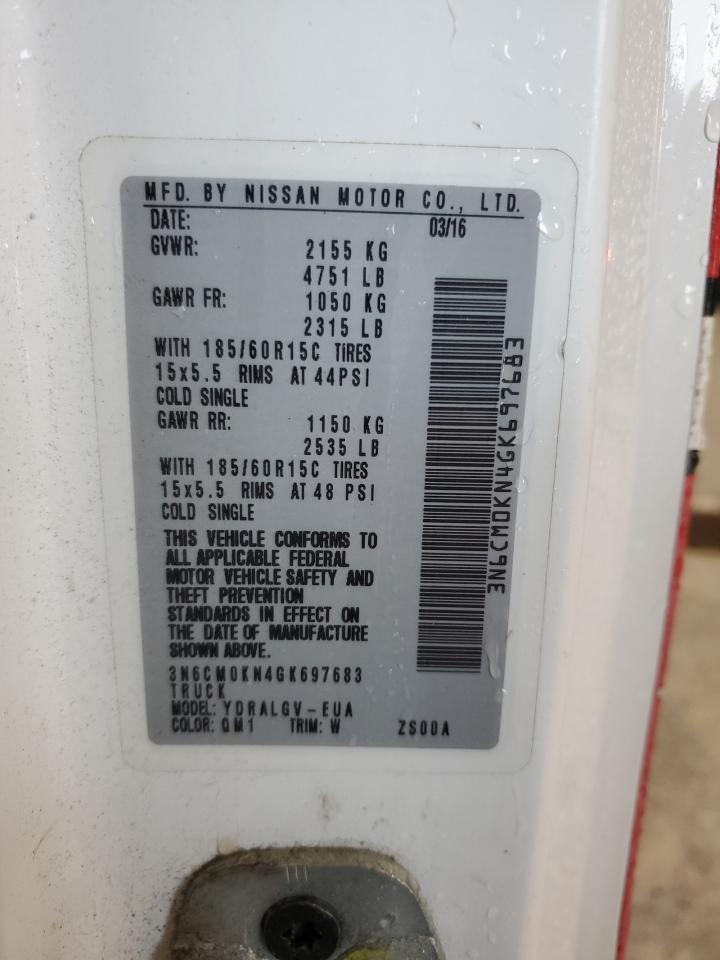 MFD. BY NISSAN MOTOR CO., LTD.
DATE: 03/16
GVWR: 2155 KG
4751 LB
GAWR FR: 1050 KG
2315 LB
WITH 185/60R15C TIRES
15x5.5 RIMS AT 44PSI
COLD SINGLE
GAWR RR: 1150 KG
2535 LB
WITH 185/60R15C TIRES
15x5.5 RIMS AT 48 PSI
COLD SINGLE
THIS VEHICLE CONFORMS TO
ALL APPLICABLE FEDERAL
MOTOR VEHICLE SAFETY AND
THEFT PREVENTION
STANDARDS IN EFFECT ON
THE DATE OF MANUFACTURE
SHOWN ABOVE.
3N6CM0KN4GK697683
TRUCK
MODEL: YDRALGV-EUA
COLOR: QM1 TRIM: W ZS00A
3N6CM0KN4GK697683